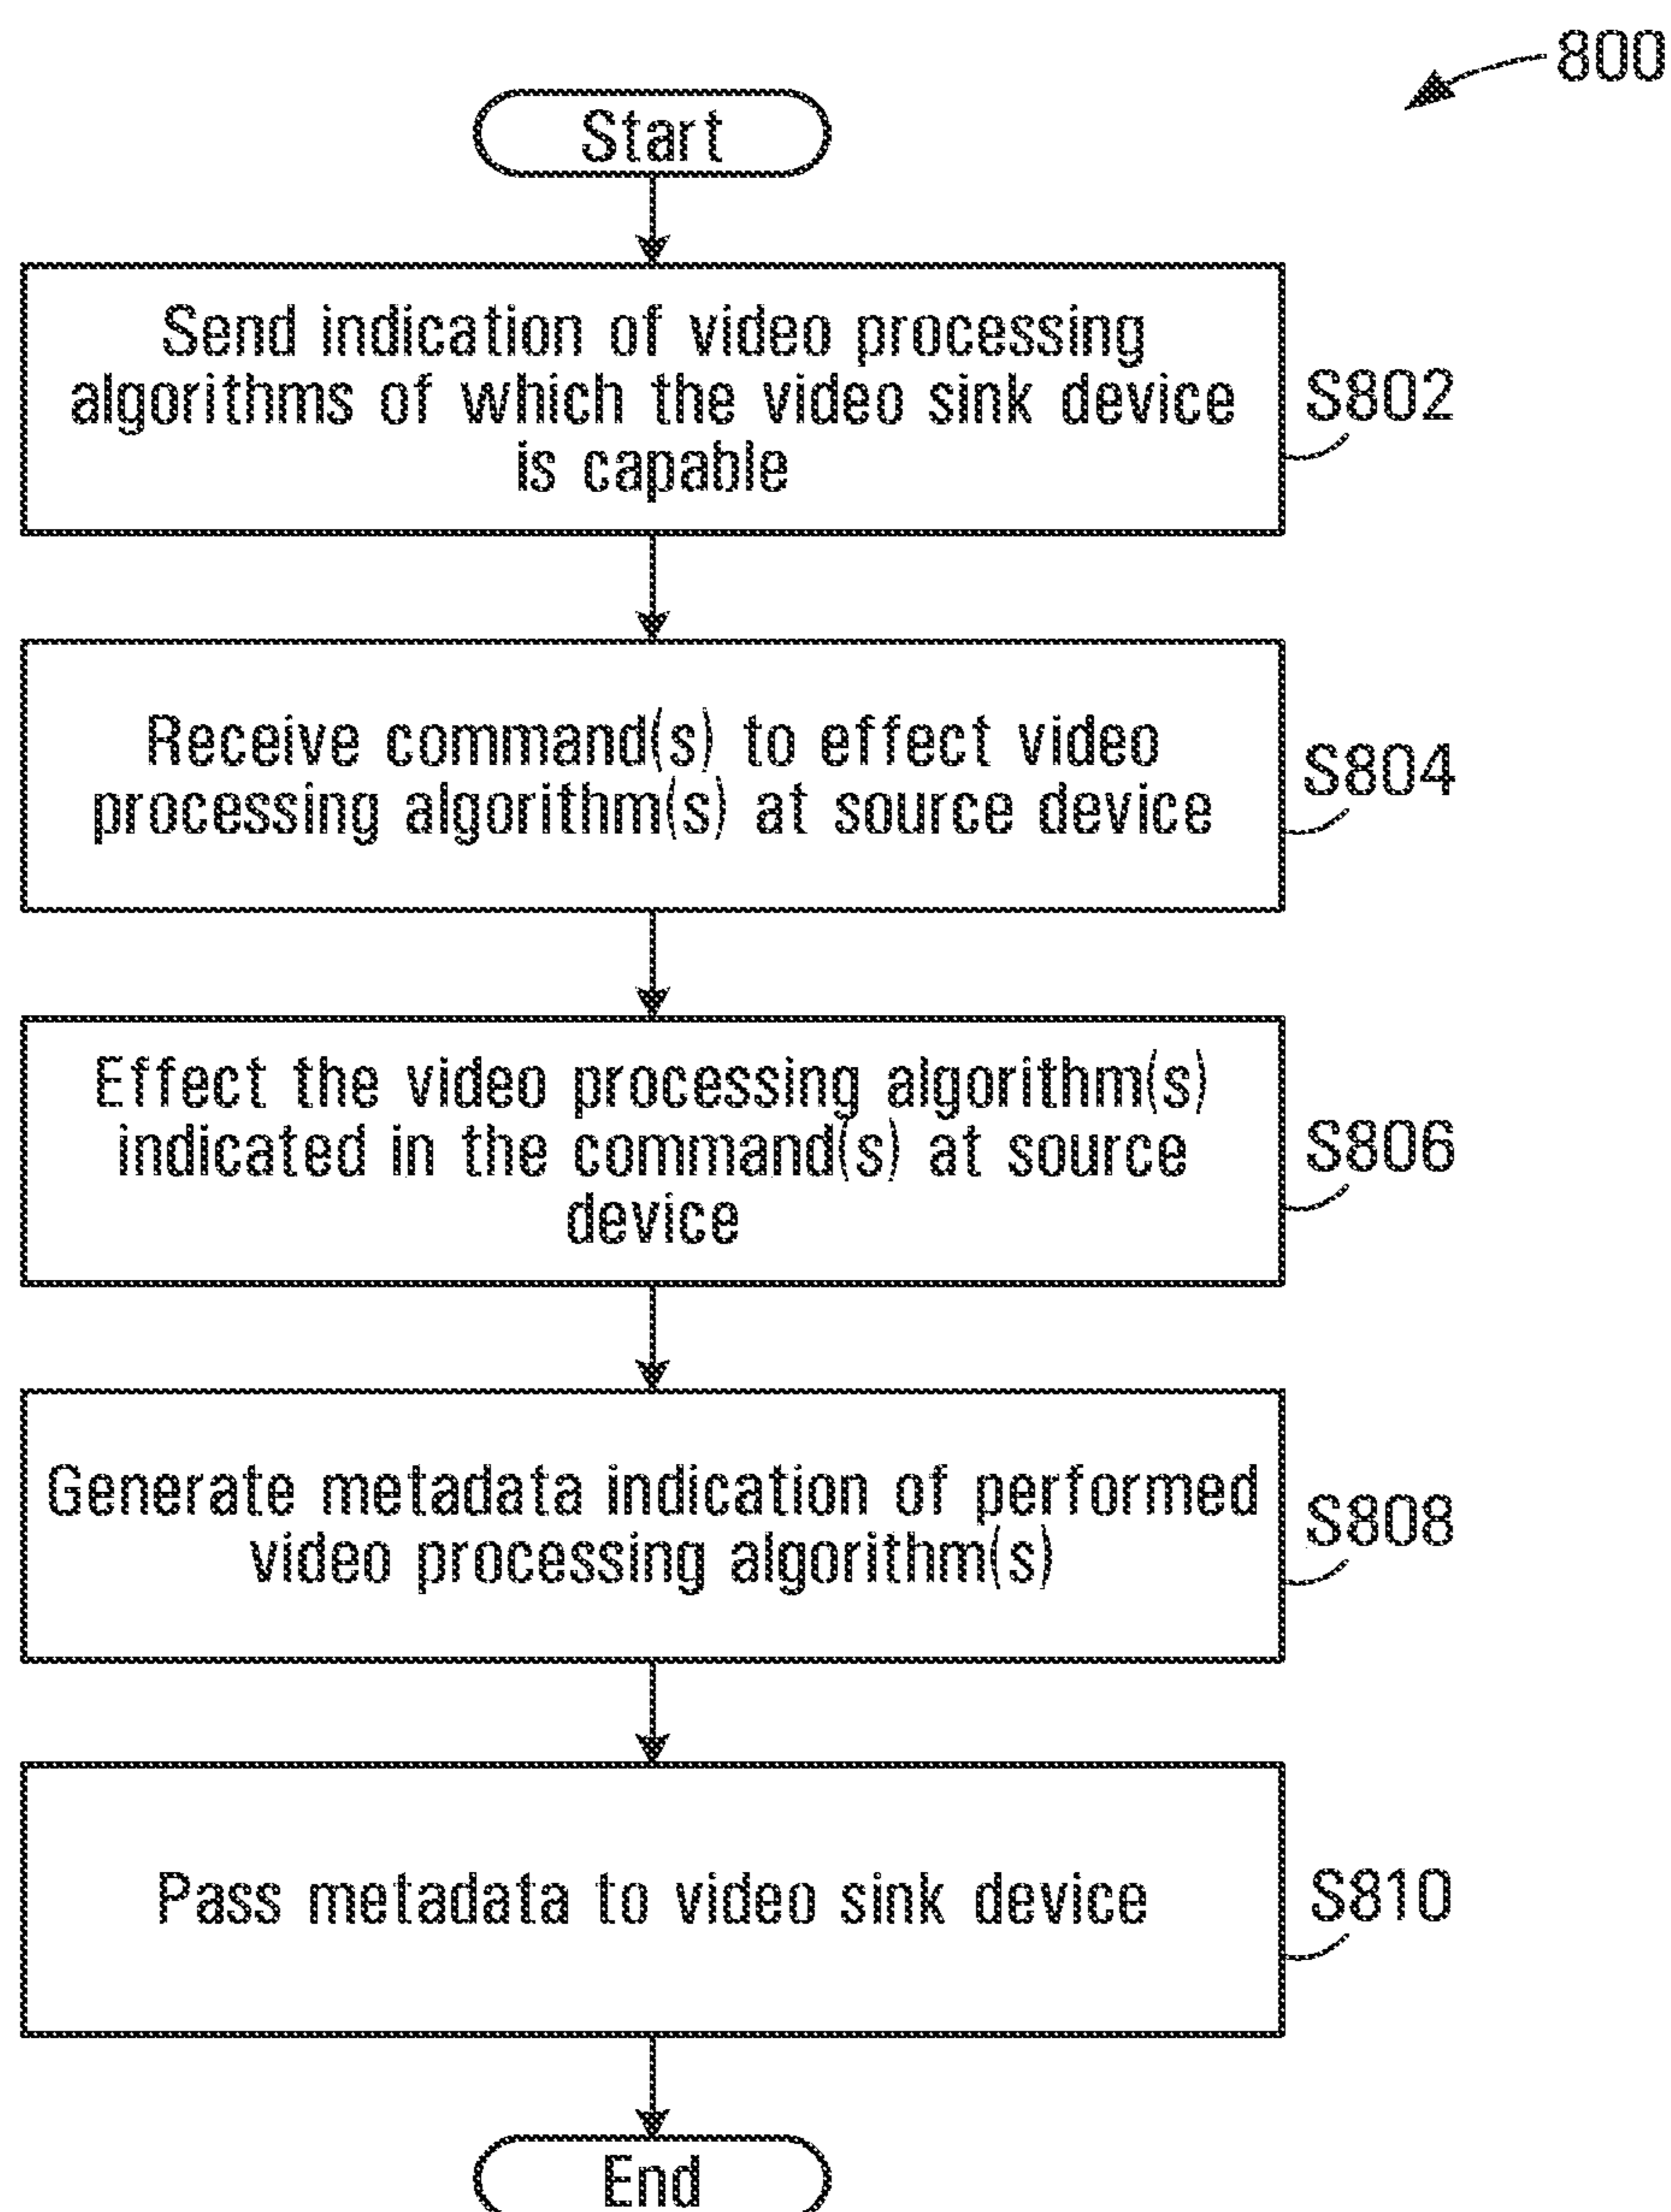 800
Start
Send indication of video processing
algorithms of which the video sink device
is capable
S802
Receive command(s) to effect video
processing algorithm(s) at source device
S804
Effect the video processing algorithm(s)
indicated in the command(s) at source
device
S806
Generate metadata indication of performed
video processing algorithm(s)
S808
Pass metadata to video sink device
S810
End